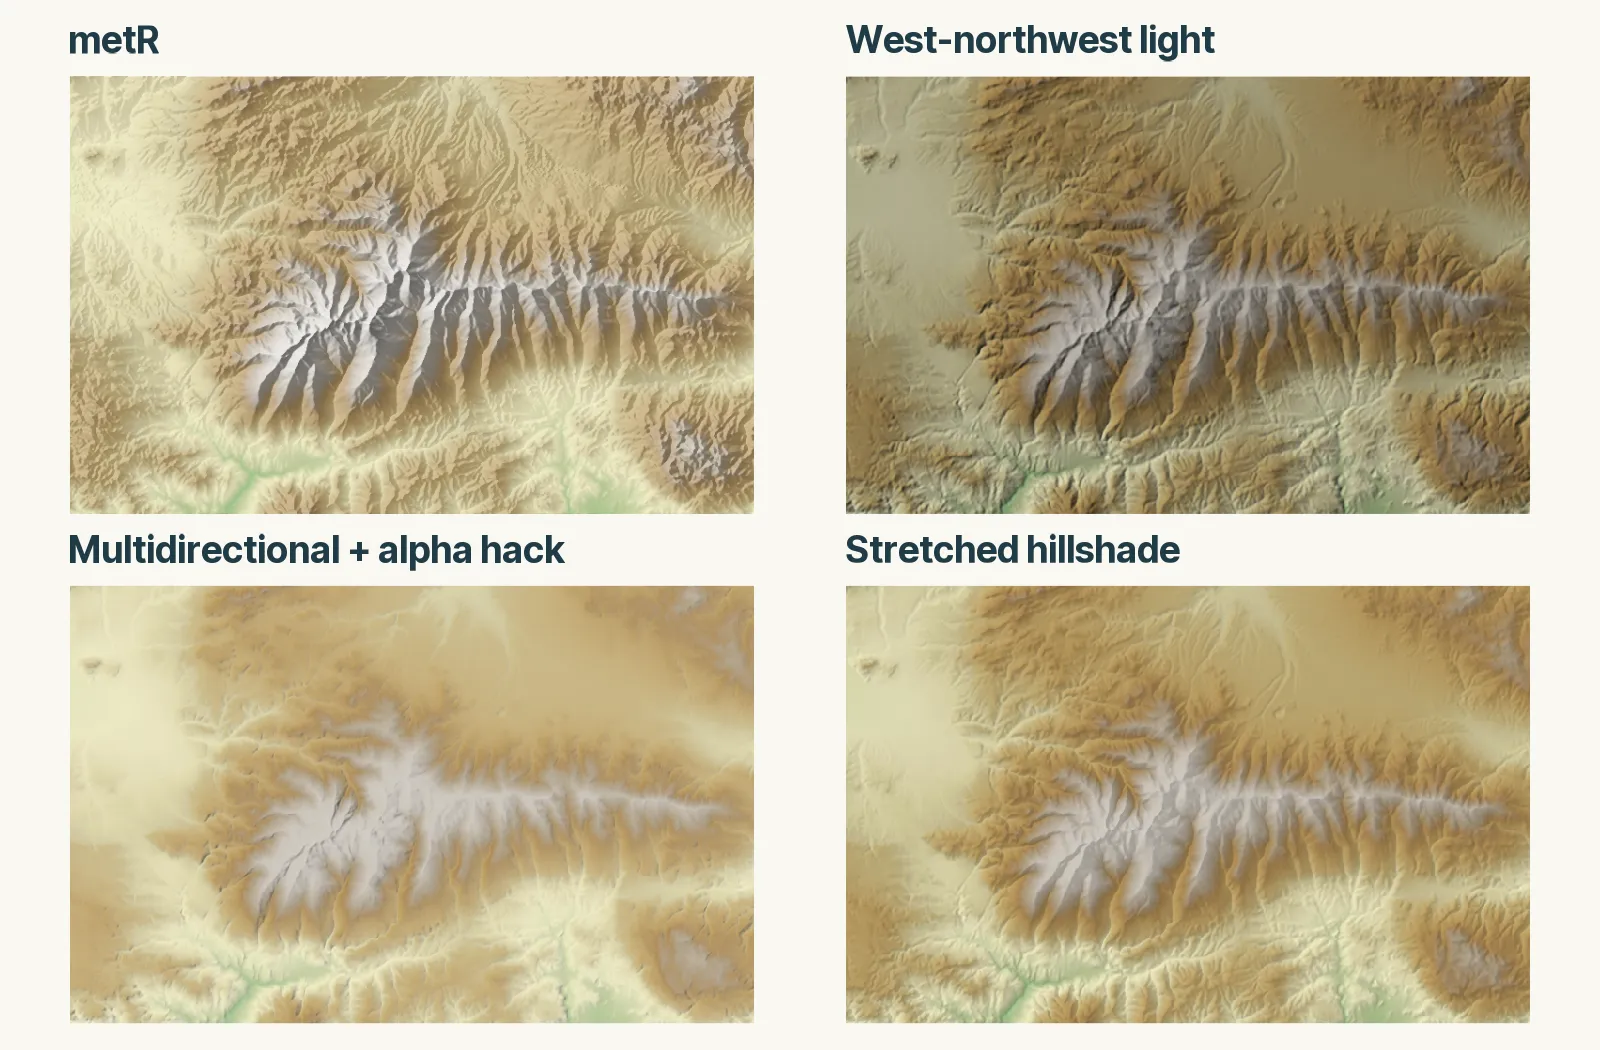 metR
West-northwest light
Multidirectional + alpha hack
Stretched hillshade